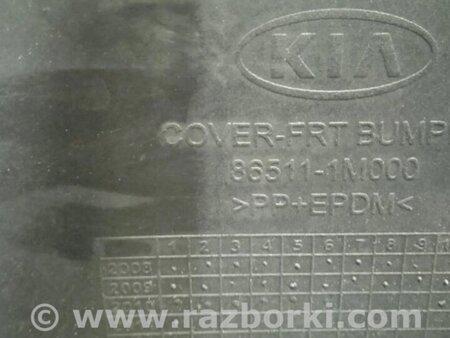 KIA
COVER-FRT BUMP
86511-1M000
>PP+EPDM<
1 2 3 4 5 6 7 8 9
2008
2009
© www.razborki.com